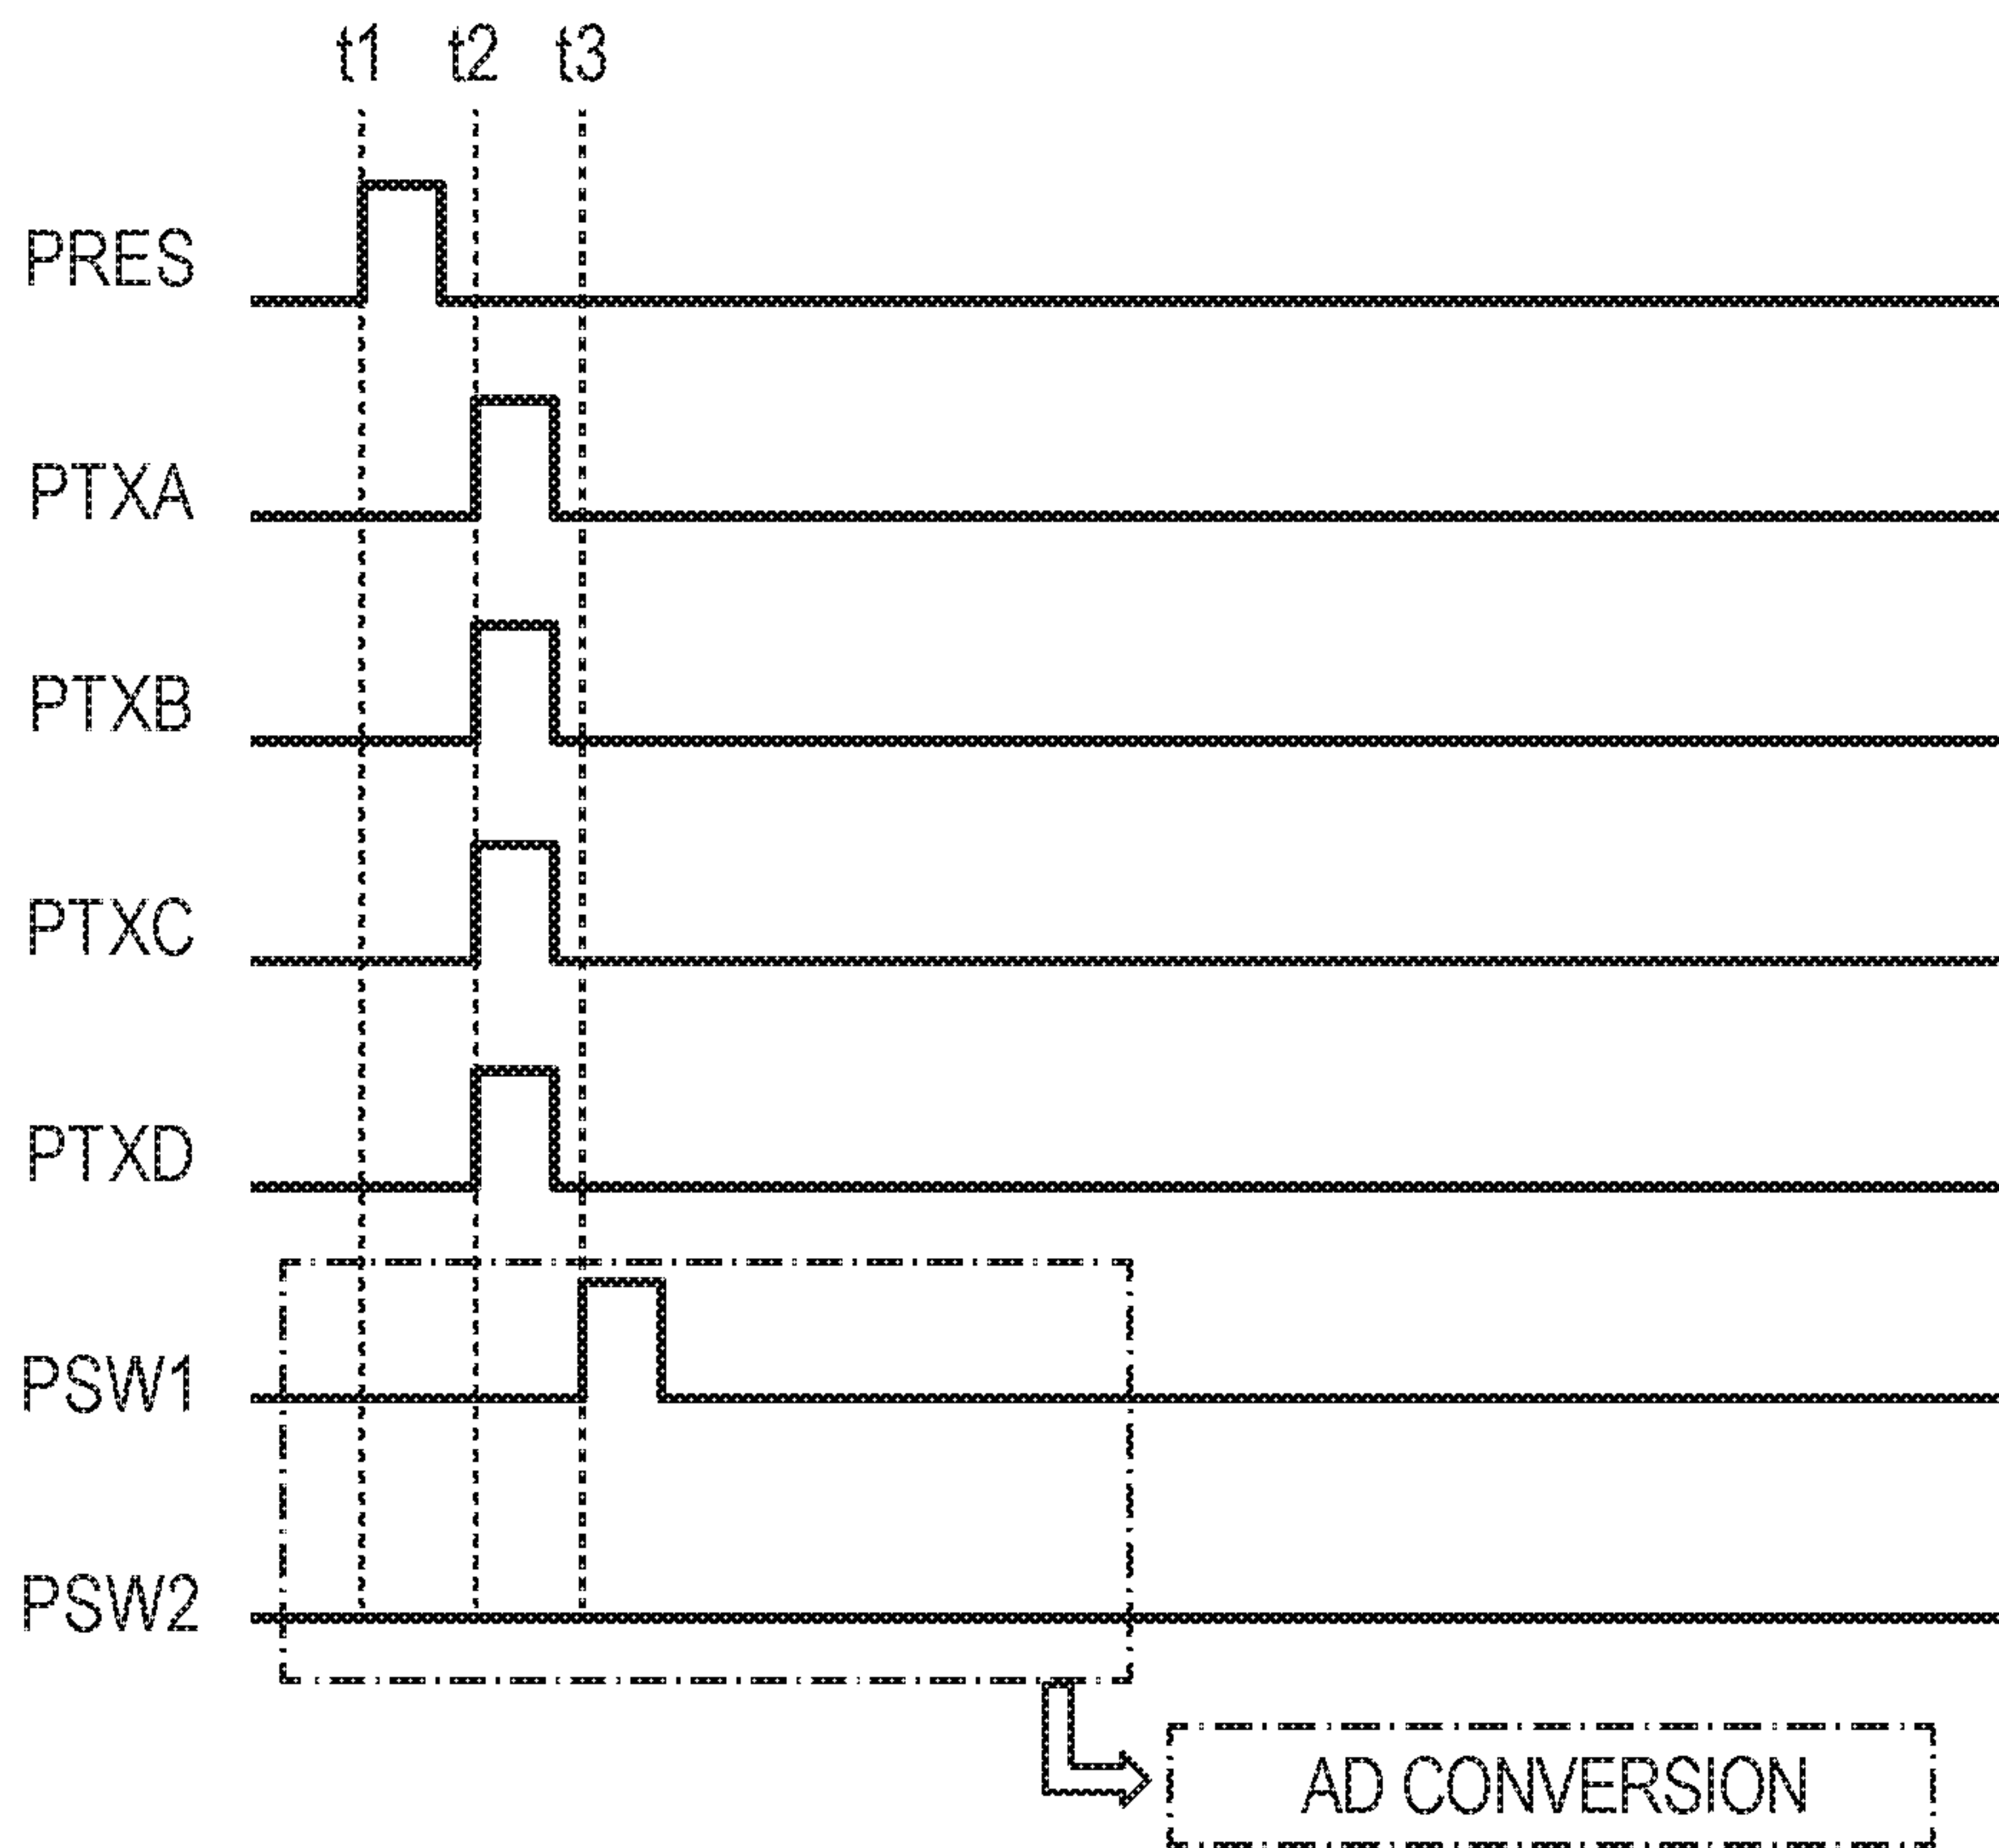 t1 t2 t3
PRES
PTXA
PTXB
PTXC
PTXD
PSW1
PSW2
AD CONVERSION